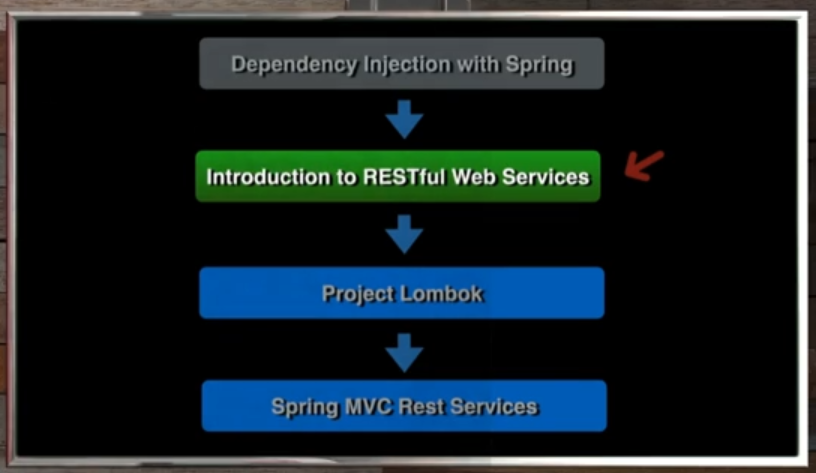 Dependency Injection with Spring
Introduction to RESTful Web Services
Project Lombok
Spring MVC Rest Services